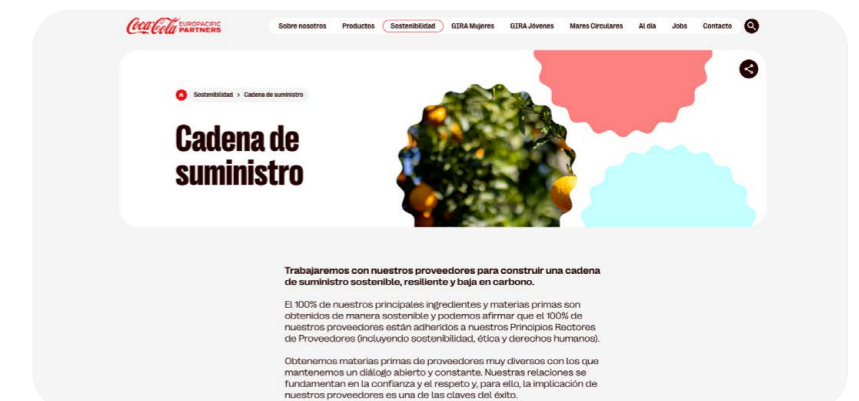 Coca-Cola EUROPACIFIC PARTNERS
Sobre nosotros Productos Sostenibilidad GIRA Mujeres GIRA Jóvenes Mares Circulares Al día Jobs Contacto
Sostenibilidad > Cadena de suministro
Cadena de
suministro
Trabajaremos con nuestros proveedores para construir una cadena
de suministro sostenible, resiliente y baja en carbono.
El 100% de nuestros principales ingredientes y materias primas son
obtenidos de manera sostenible y podemos afirmar que el 100% de
nuestros proveedores están adheridos a nuestros Principios Rectores
de Proveedores (incluyendo sostenibilidad, ética y derechos humanos).
Obtenemos materias primas de proveedores muy diversos con los que
mantenemos un diálogo abierto y constante. Nuestras relaciones se
fundamentan en la confianza y el respeto y, para ello, la implicación de
nuestros proveedores es una de las claves del éxito.